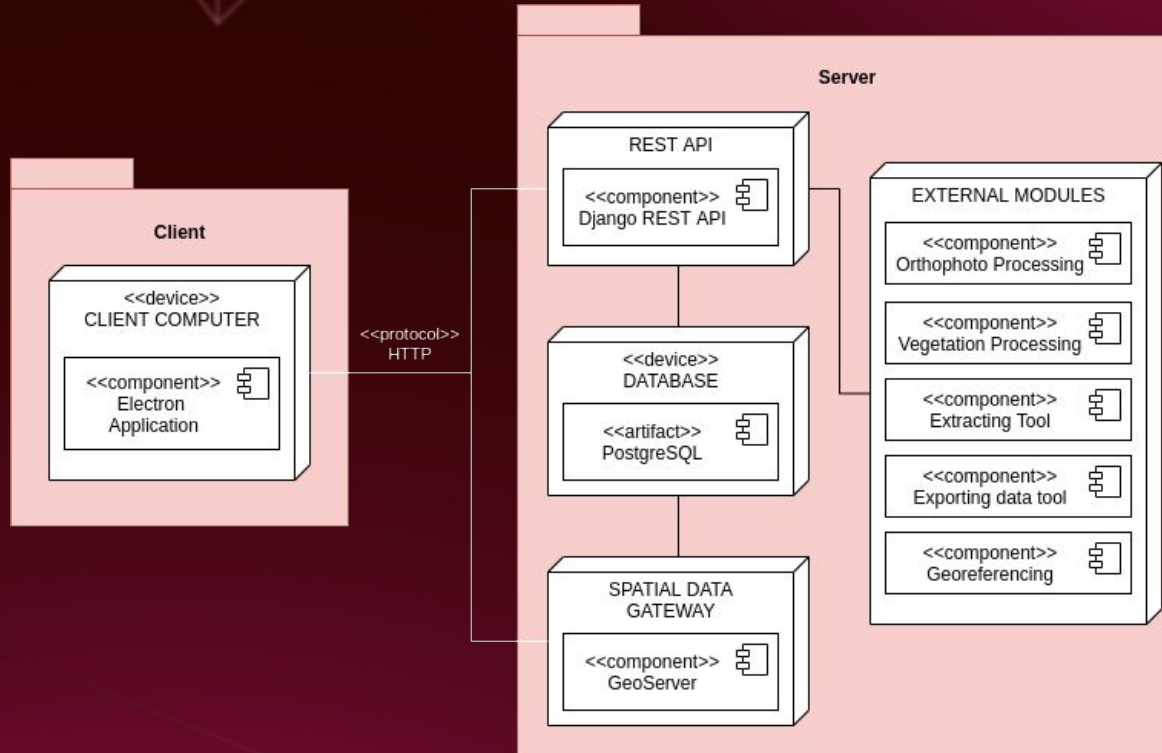 Client
<<device>>
CLIENT COMPUTER
<<component>>
Electron
Application
<<protocol>>
HTTP
Server
REST API
<<component>>
Django REST API
<<device>>
DATABASE
<<artifact>>
PostgreSQL
SPATIAL DATA
GATEWAY
<<component>>
GeoServer
EXTERNAL MODULES
<<component>>
Orthophoto Processing
<<component>>
Vegetation Processing
<<component>>
Extracting Tool
<<component>>
Exporting data tool
<<component>>
Georeferencing